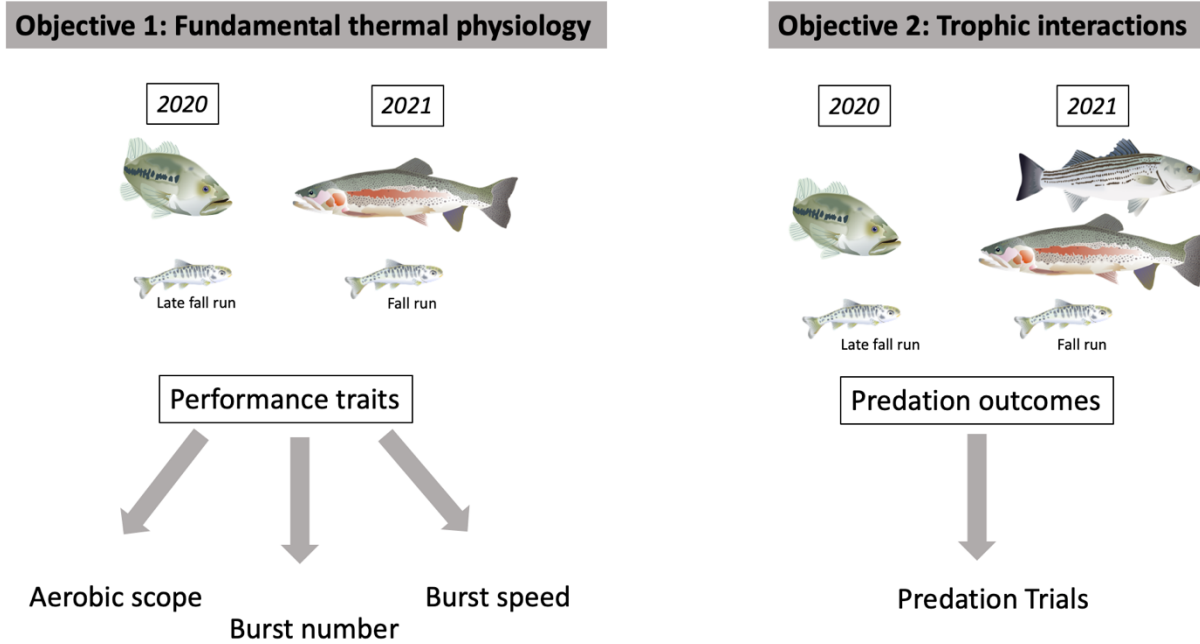 Objective 1: Fundamental thermal physiology
2020
2021
Late fall run
Fall run
Performance traits
Aerobic scope
Burst number
Burst speed
Objective 2: Trophic interactions
2020
2021
Late fall run
Fall run
Predation outcomes
Predation Trials